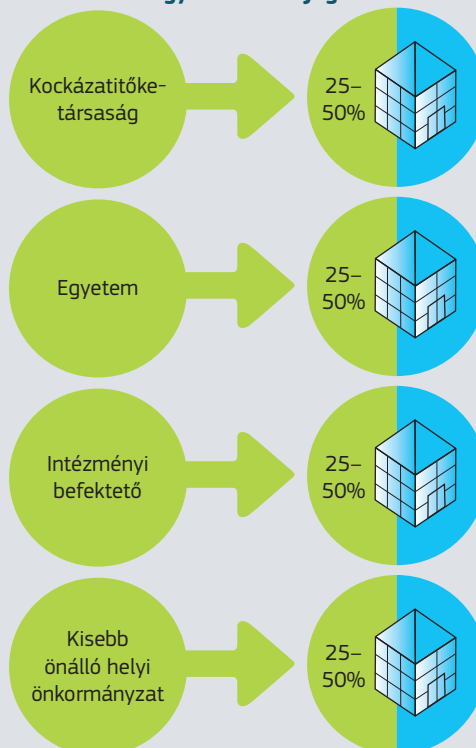 Kockázatitőke-
társaság
25–
50%
Egyetem
25–
50%
Intézményi
befektető
25–
50%
Kisebb
önálló helyi
önkormányzat
25–
50%